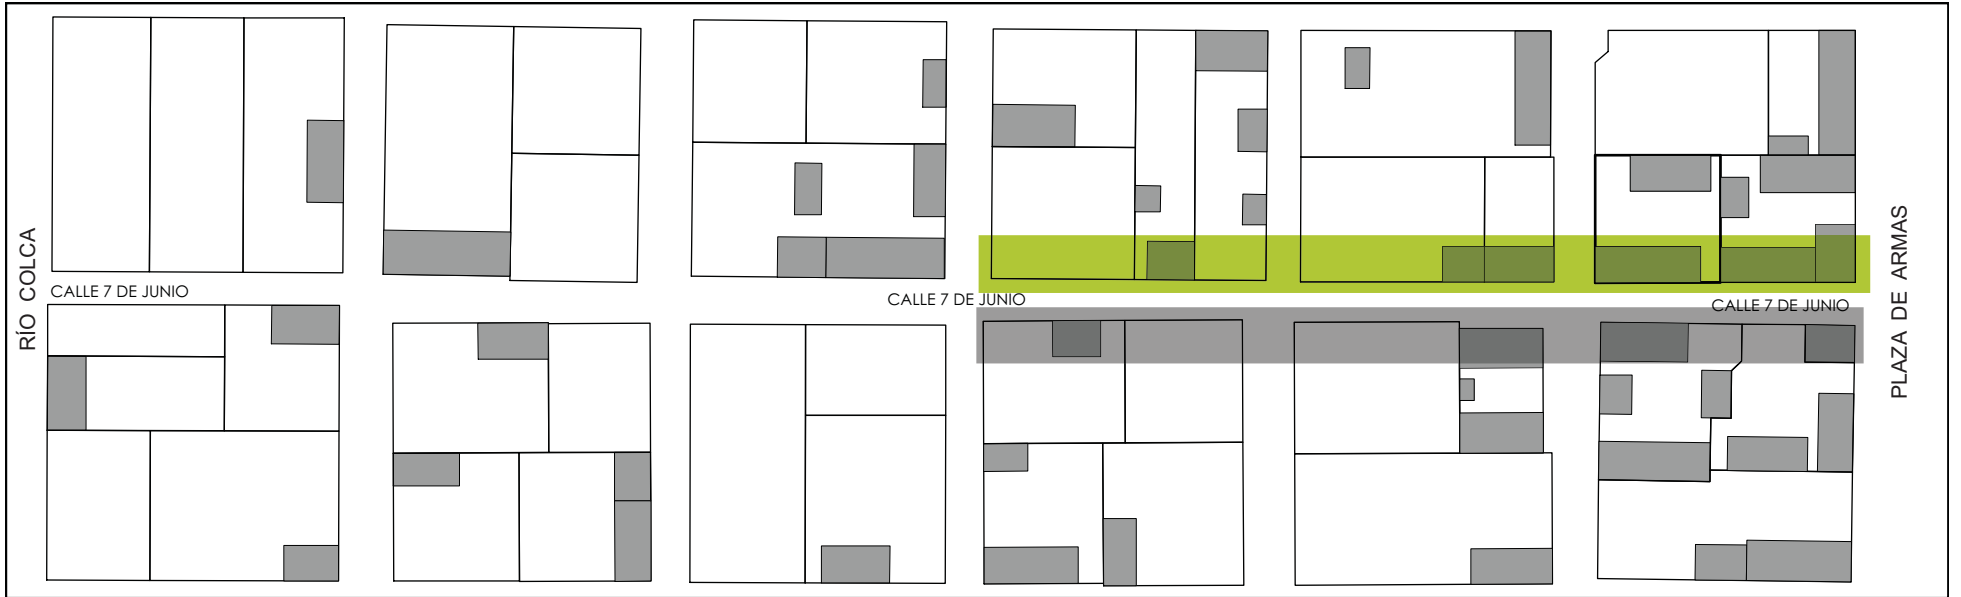 RÍO COLCA
CALLE 7 DE JUNIO
CALLE 7 DE JUNIO
CALLE 7 DE JUNIO
PLAZA DE ARMAS